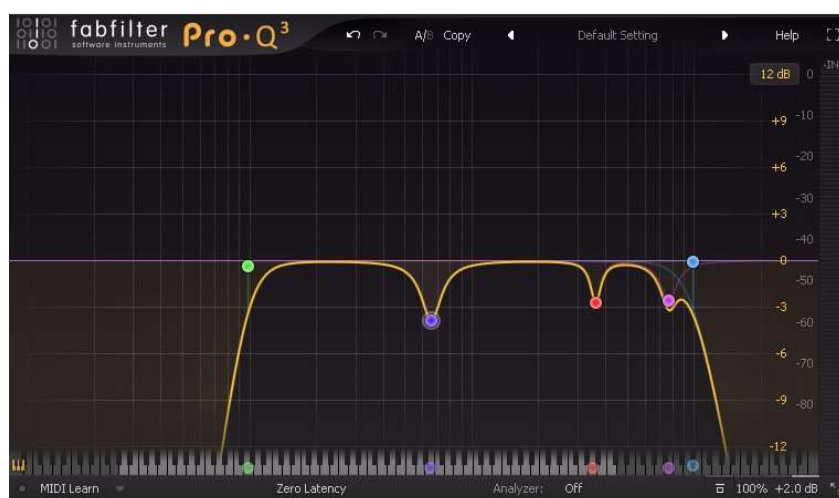 fabfilter
software instruments
Pro·Q³
A/B Copy
Default Setting
Help
-INF
12 dB 0
+9 -10
+6 -20
+3 -30
0 -40
-50
-3 -60
-6 -70
-9 -80
-12
MIDI Learn
Zero Latency
Analyzer: Off
100% +2.0 dB